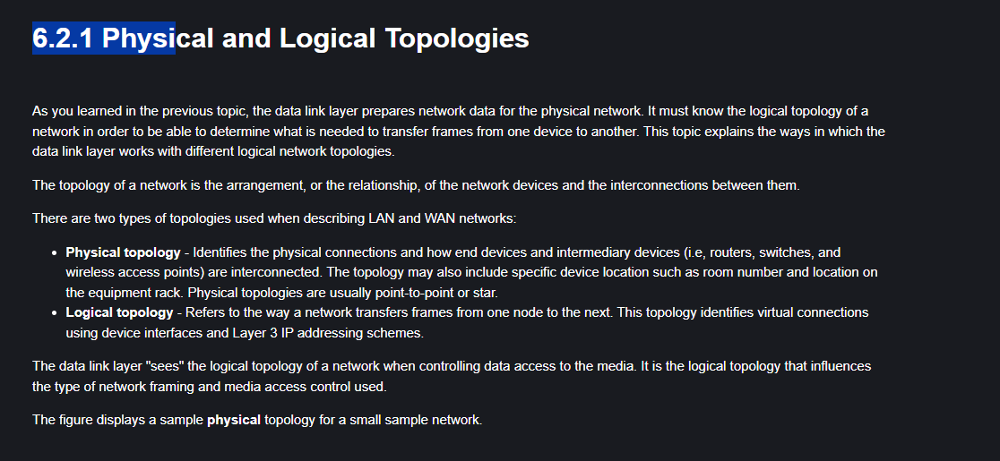 6.2.1 Physical and Logical Topologies
As you learned in the previous topic, the data link layer prepares network data for the physical network. It must know the logical topology of a
network in order to be able to determine what is needed to transfer frames from one device to another. This topic explains the ways in which the
data link layer works with different logical network topologies.
The topology of a network is the arrangement, or the relationship, of the network devices and the interconnections between them.
There are two types of topologies used when describing LAN and WAN networks:
• Physical topology - Identifies the physical connections and how end devices and intermediary devices (i.e, routers, switches, and
wireless access points) are interconnected. The topology may also include specific device location such as room number and location on
the equipment rack. Physical topologies are usually point-to-point or star.
• Logical topology - Refers to the way a network transfers frames from one node to the next. This topology identifies virtual connections
using device interfaces and Layer 3 IP addressing schemes.
The data link layer "sees" the logical topology of a network when controlling data access to the media. It is the logical topology that influences
the type of network framing and media access control used.
The figure displays a sample physical topology for a small sample network.